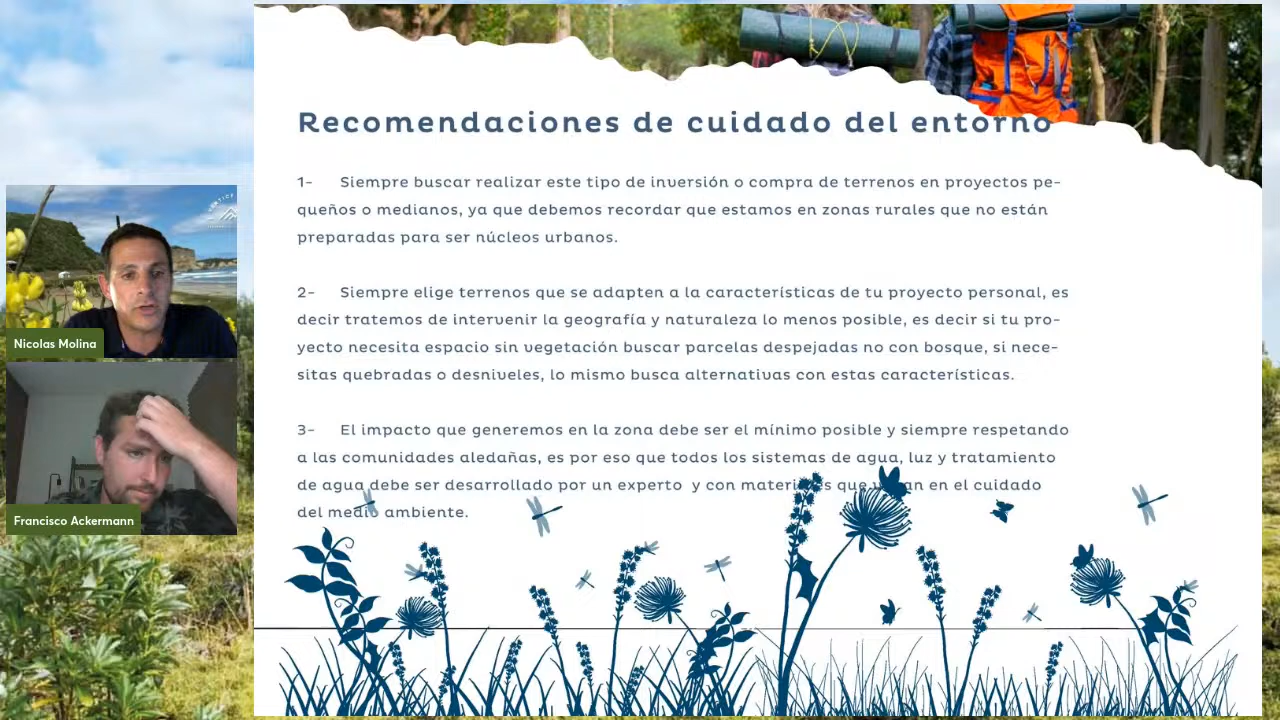 Recomendaciones de cuidado del entorno
1- Siempre buscar realizar este tipo de inversión o compra de terrenos en proyectos pe-
queños o medianos, ya que debemos recordar que estamos en zonas rurales que no están
preparadas para ser núcleos urbanos.
2- Siempre elige terrenos que se adapten a la características de tu proyecto personal, es
decir tratemos de intervenir la geografía y naturaleza lo menos posible, es decir si tu pro-
yecto necesita espacio sin vegetación buscar parcelas despejadas no con bosque, si nece-
sitas quebradas o desniveles, lo mismo busca alternativas con estas características.
3- El impacto que generemos en la zona debe ser el mínimo posible y siempre respetando
a las comunidades aledañas, es por eso que todos los sistemas de agua, luz y tratamiento
de agua debe ser desarrollado por un experto y con materiales que en en el cuidado
del medio ambiente.
Nicolas Molina
Francisco Ackermann